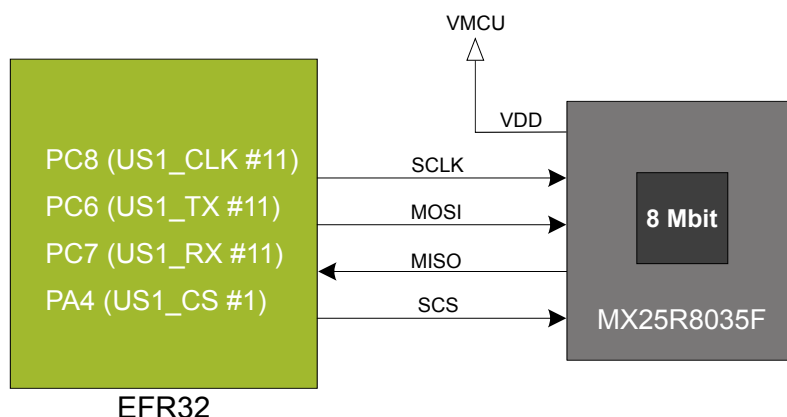 VMCU
VDD
PC8 (US1_CLK #11)
SCLK
PC6 (US1_TX #11)
MOSI
8 Mbit
PC7 (US1_RX #11)
MISO
PA4 (US1_CS #1)
SCS
MX25R8035F
EFR32